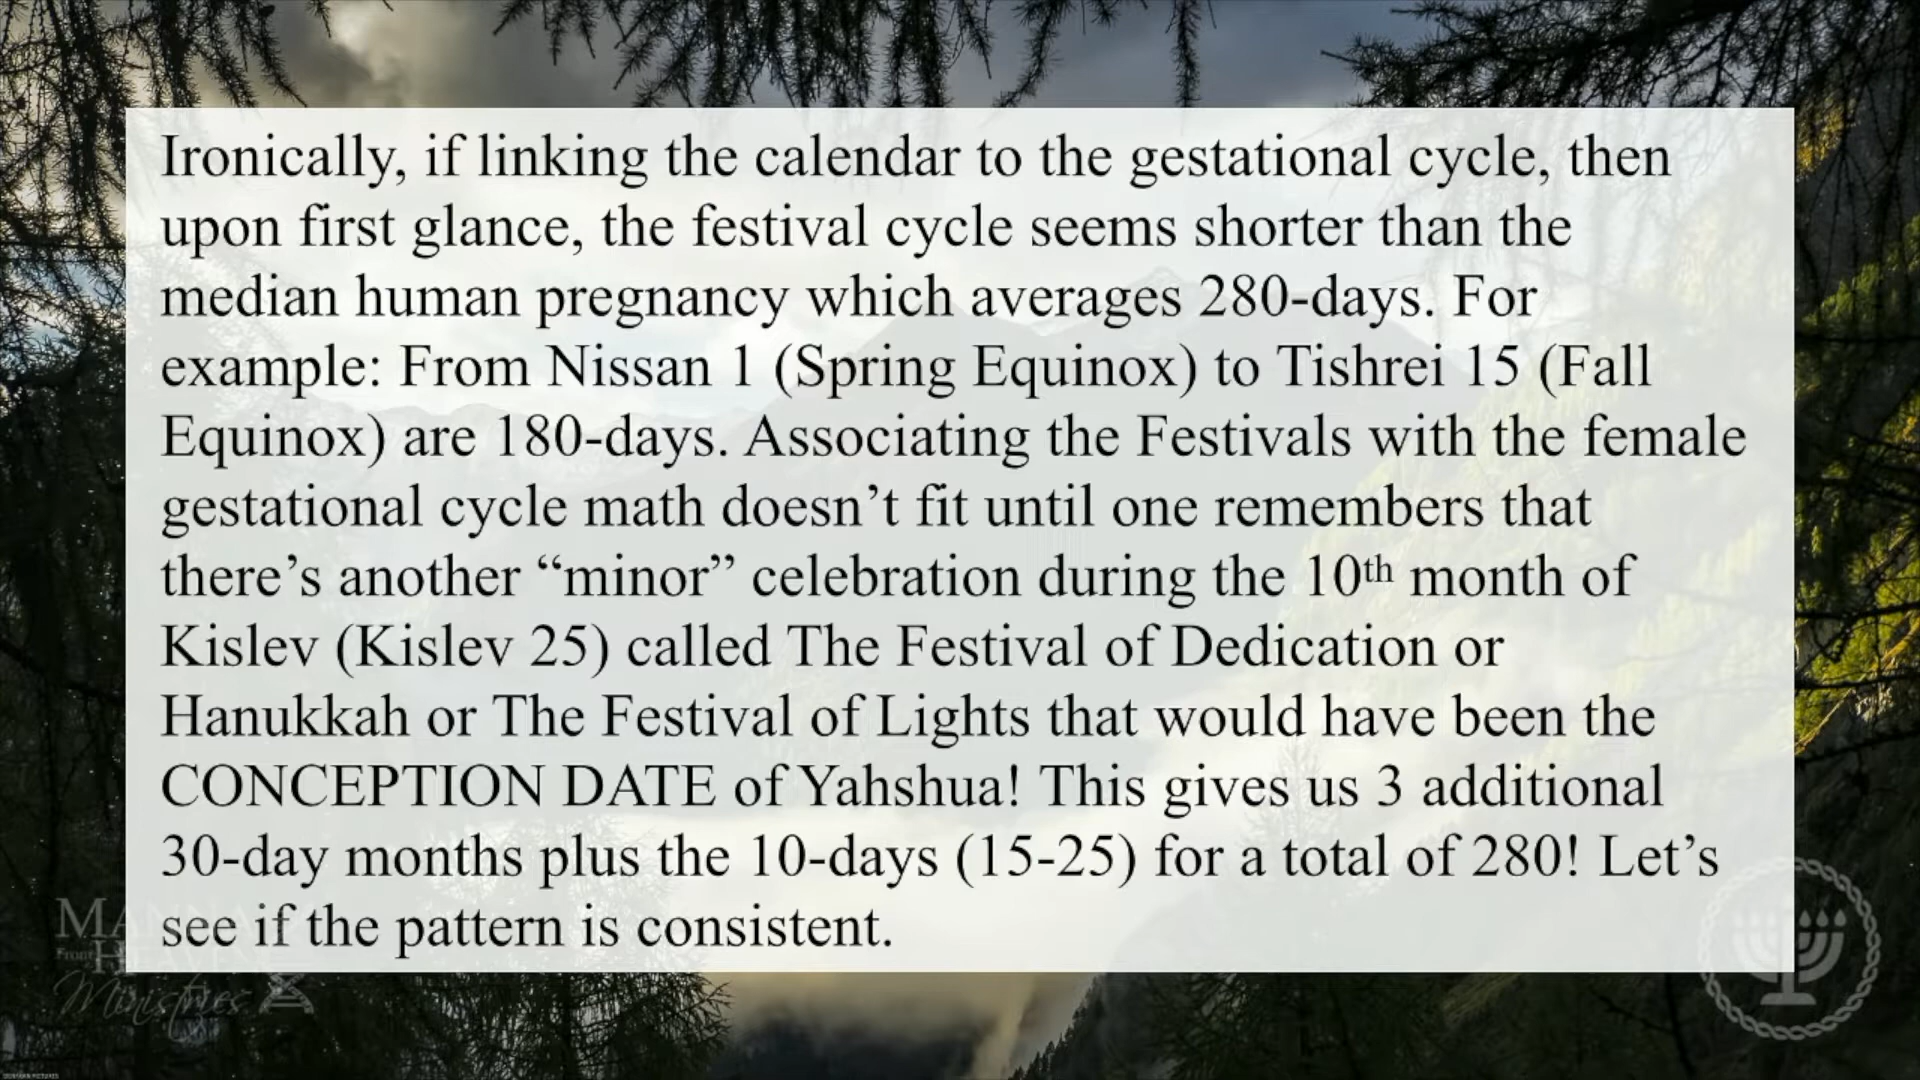 Ironically, if linking the calendar to the gestational cycle, then
upon first glance, the festival cycle seems shorter than the
median human pregnancy which averages 280-days. For
example: From Nissan 1 (Spring Equinox) to Tishrei 15 (Fall
Equinox) are 180-days. Associating the Festivals with the female
gestational cycle math doesn’t fit until one remembers that
there’s another “minor” celebration during the 10th month of
Kislev (Kislev 25) called The Festival of Dedication or
Hanukkah or The Festival of Lights that would have been the
CONCEPTION DATE of Yahshua! This gives us 3 additional
30-day months plus the 10-days (15-25) for a total of 280! Let’s
see if the pattern is consistent.
Ministries